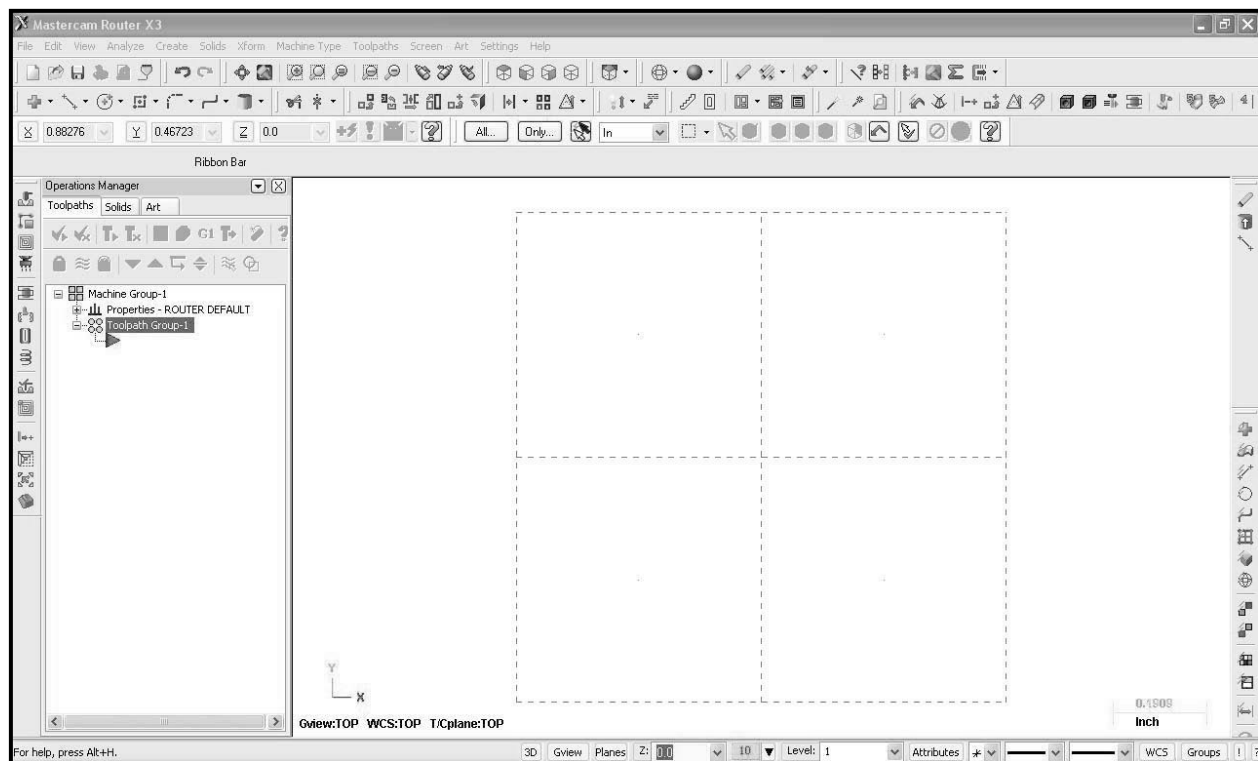 Mastercam Router X3
File Edit View Analyze Create Solids Xform Machine Type Toolpaths Screen Art Settings Help
X 0.88276 Y 0.46723 Z 0.0 All... Only... In
Ribbon Bar
Operations Manager
Toolpaths Solids Art
G1
Machine Group-1
Properties - ROUTER DEFAULT
Toolpath Group-1
Y
X
Gview:TOP WCS:TOP T/Cplane:TOP
0.1909
Inch
For help, press Alt+H. 3D Gview Planes Z: 0.0 10 Level: 1 Attributes WCS Groups ! ?